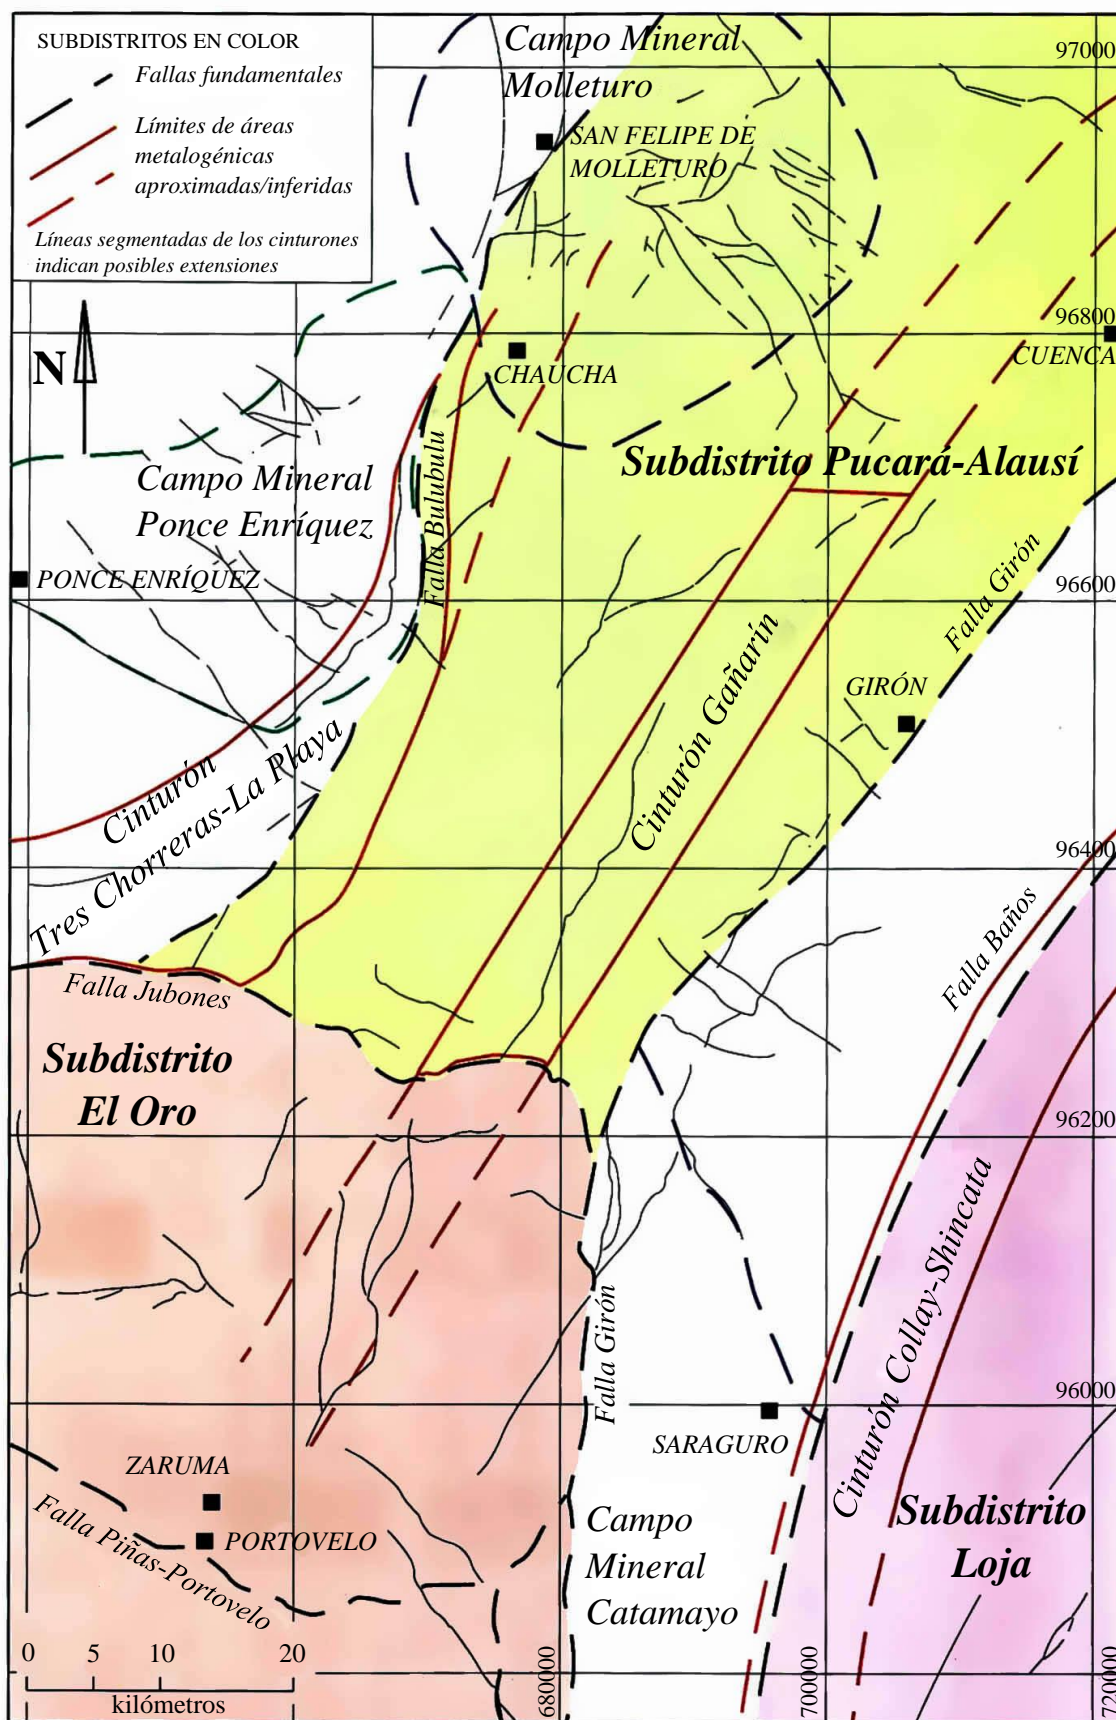 SUBDISTRITOS EN COLOR
Fallas fundamentales
Límites de áreas
metalogénicas
aproximadas/inferidas
Líneas segmentadas de los cinturones
indican posibles extensiones
Campo Mineral
Molleturo
97000
SAN FELIPE DE
MOLLETURO
N
96800
CUENCA
CHAUCHA
Campo Mineral
Ponce Enríquez
Falla Bulubulu
Subdistrito Pucará-Alausí
PONCE ENRÍQUEZ
96600
Falla Girón
Cinturón Gañarín
GIRÓN
Cinturón
Tres Chorreras-La Playa
96400
Falla Baños
Falla Jubones
Subdistrito
El Oro
96200
Cinturón Collay-Shincata
Falla Girón
96000
SARAGURO
ZARUMA
PORTOVELO
Falla Piñas-Portovelo
Campo
Mineral
Catamayo
Subdistrito
Loja
0 5 10 20
kilómetros
680000
700000
720000